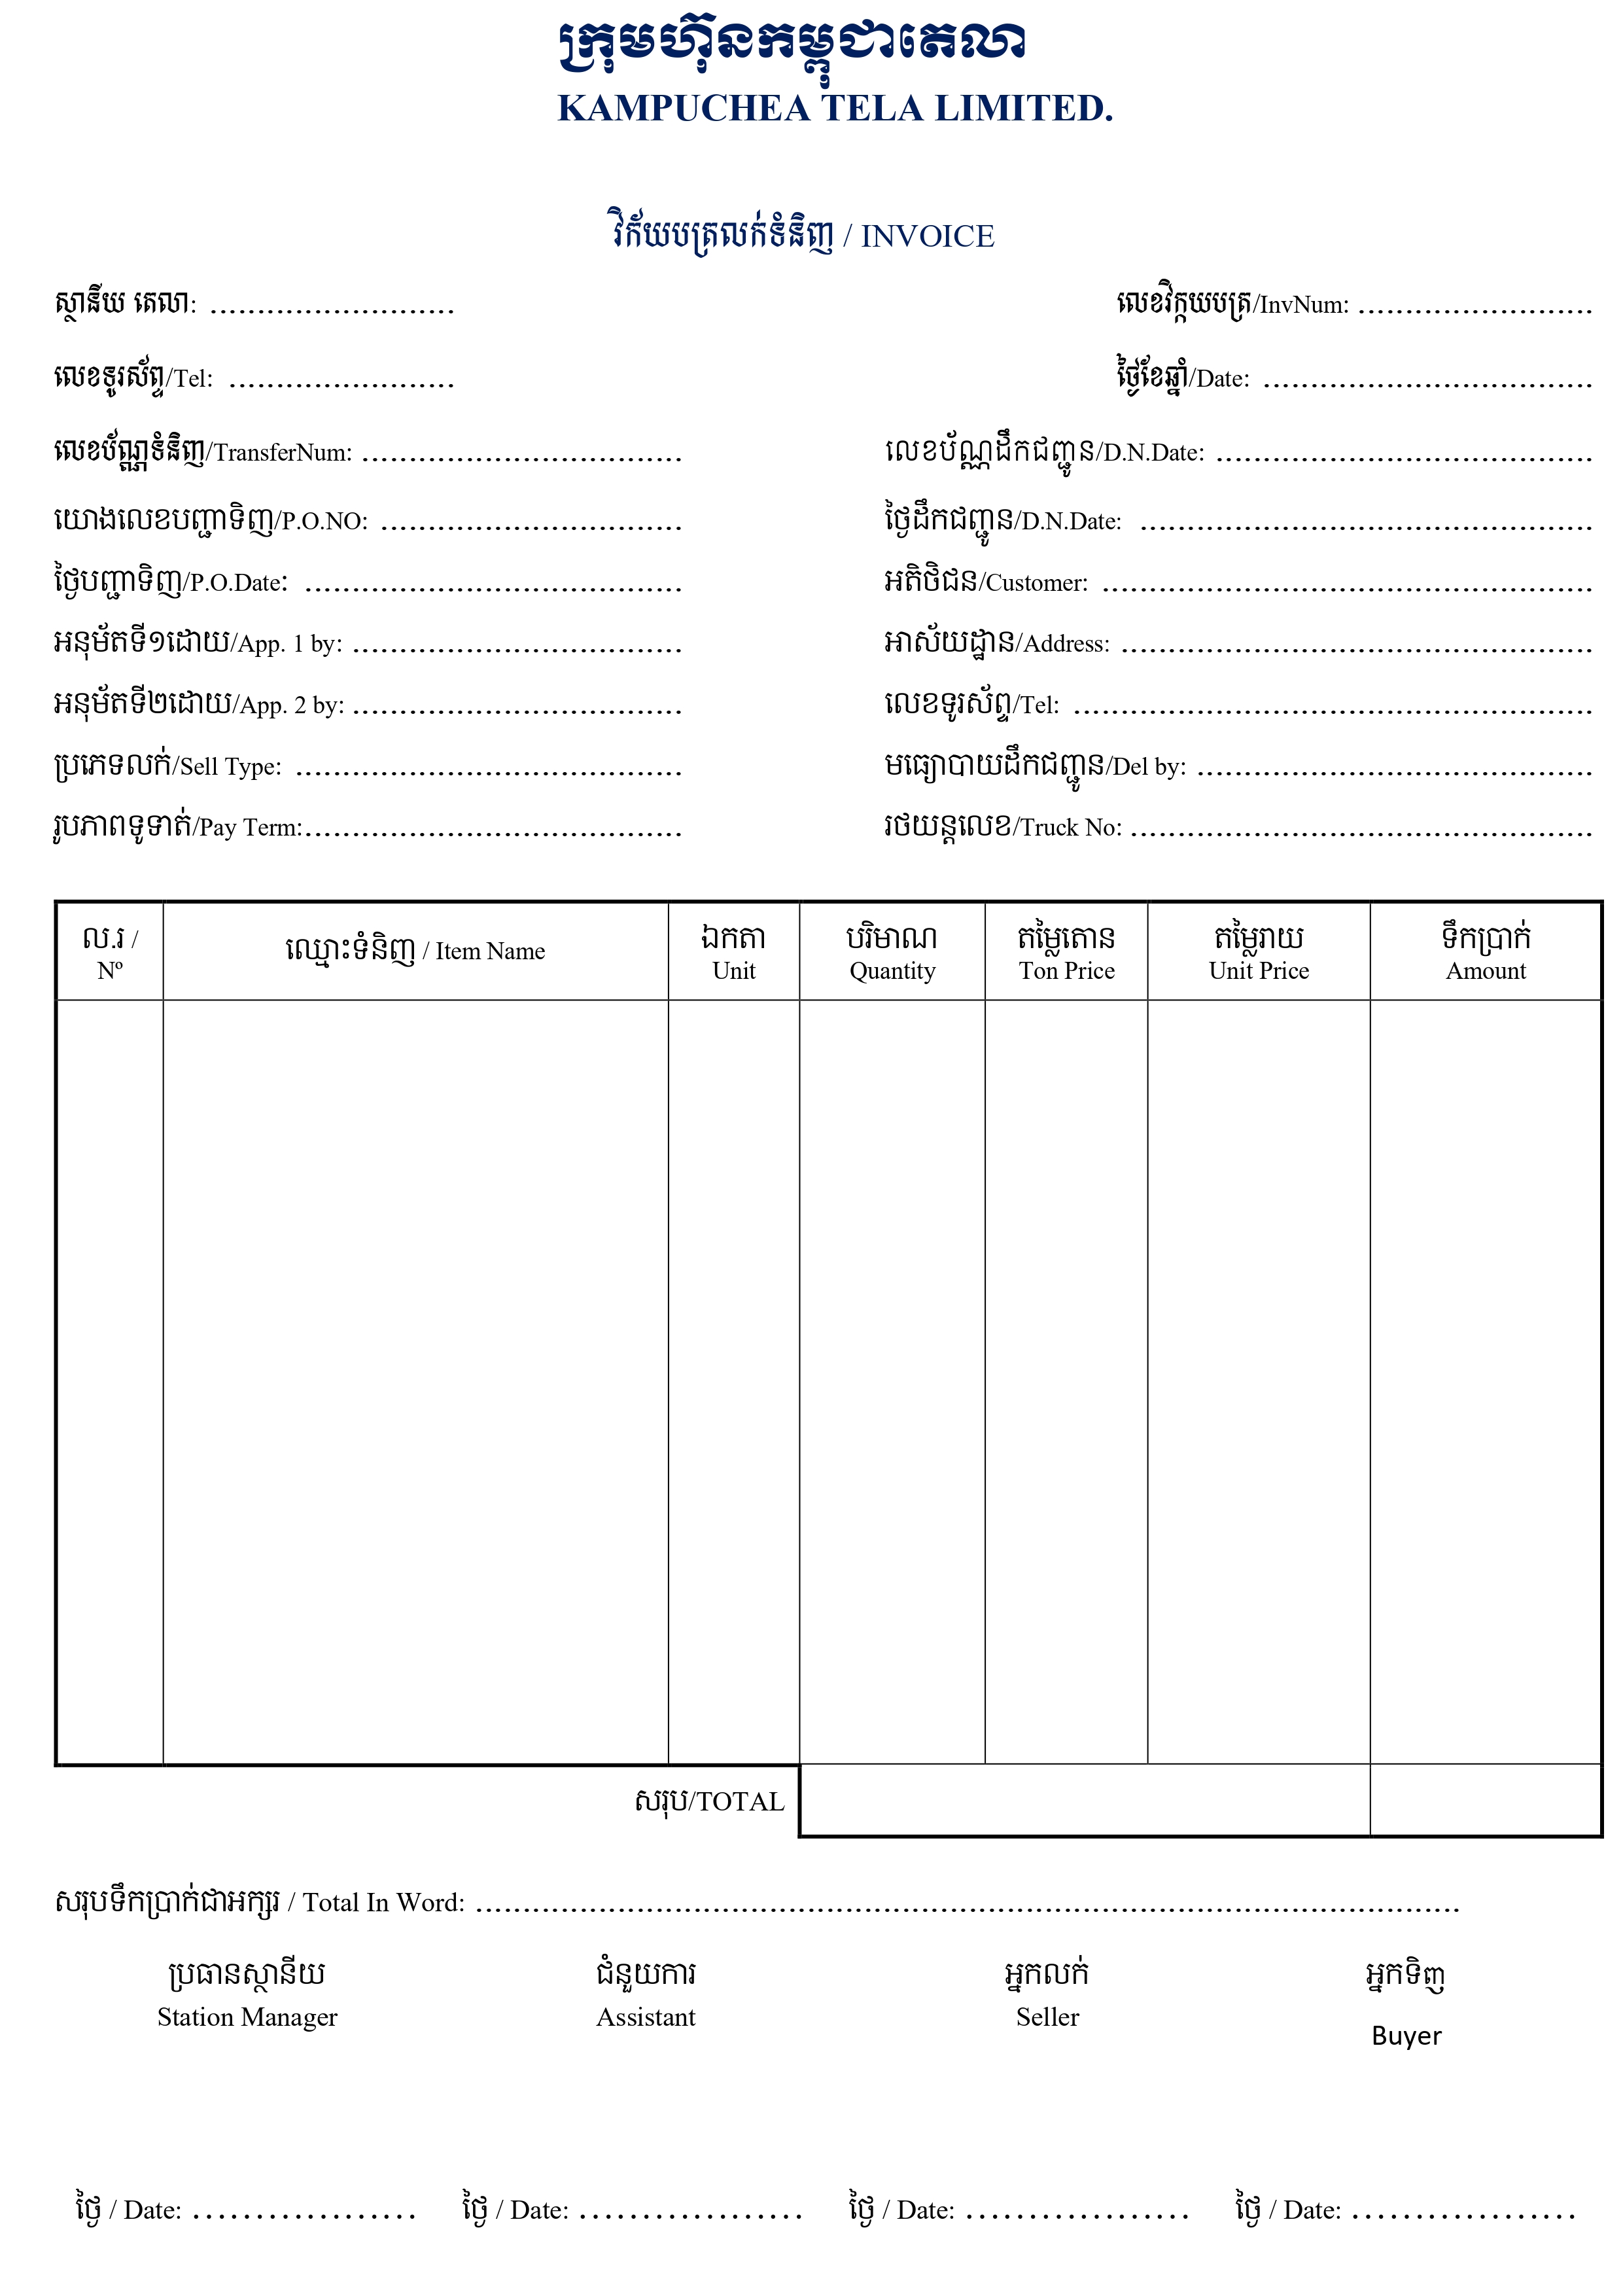 ក្រុមហ៊ុនកម្ពុជាតេលា
KAMPUCHEA TELA LIMITED.
វិក័យបត្រលក់ទំនិញ / INVOICE
ស្ថានីយ តេលា: ..........................
លេខវិក្កយបត្រ/InvNum: .........................
លេខទូរស័ព្ទ/Tel: ........................
ថ្ងៃខែឆ្នាំ/Date: ...................................
លេខប័ណ្ណទំនិញ/TransferNum: ..................................
លេខប័ណ្ណដឹកជញ្ជូន/D.N.Date: ........................................
យោងលេខបញ្ជាទិញ/P.O.NO: ................................
ថ្ងៃដឹកជញ្ជូន/D.N.Date: ................................................
ថ្ងៃបញ្ជាទិញ/P.O.Date: ........................................
អតិថិជន/Customer: ....................................................
អនុម័តទី១ដោយ/App. 1 by: ...................................
អាស័យដ្ឋាន/Address: ..................................................
អនុម័តទី២ដោយ/App. 2 by: ...................................
លេខទូរស័ព្ទ/Tel: .......................................................
ប្រភេទលក់/Sell Type: .........................................
មធ្យោបាយដឹកជញ្ជូន/Del by: ..........................................
រូបភាពទូទាត់/Pay Term:........................................
រថយន្តលេខ/Truck No: .................................................
ល.រ / ឈ្មោះទំនិញ / Item Name ឯកតា បរិមាណ តម្លៃតោន តម្លៃរាយ ទឹកប្រាក់
Nº Unit Quantity Ton Price Unit Price Amount
សរុប/TOTAL
សរុបទឹកប្រាក់ជាអក្សរ / Total In Word: ........................................................................................................
ប្រធានស្ថានីយ ជំនួយការ អ្នកលក់ អ្នកទិញ
Station Manager Assistant Seller Buyer
ថ្ងៃ / Date: .................. ថ្ងៃ / Date: .................. ថ្ងៃ / Date: .................. ថ្ងៃ / Date: ..................